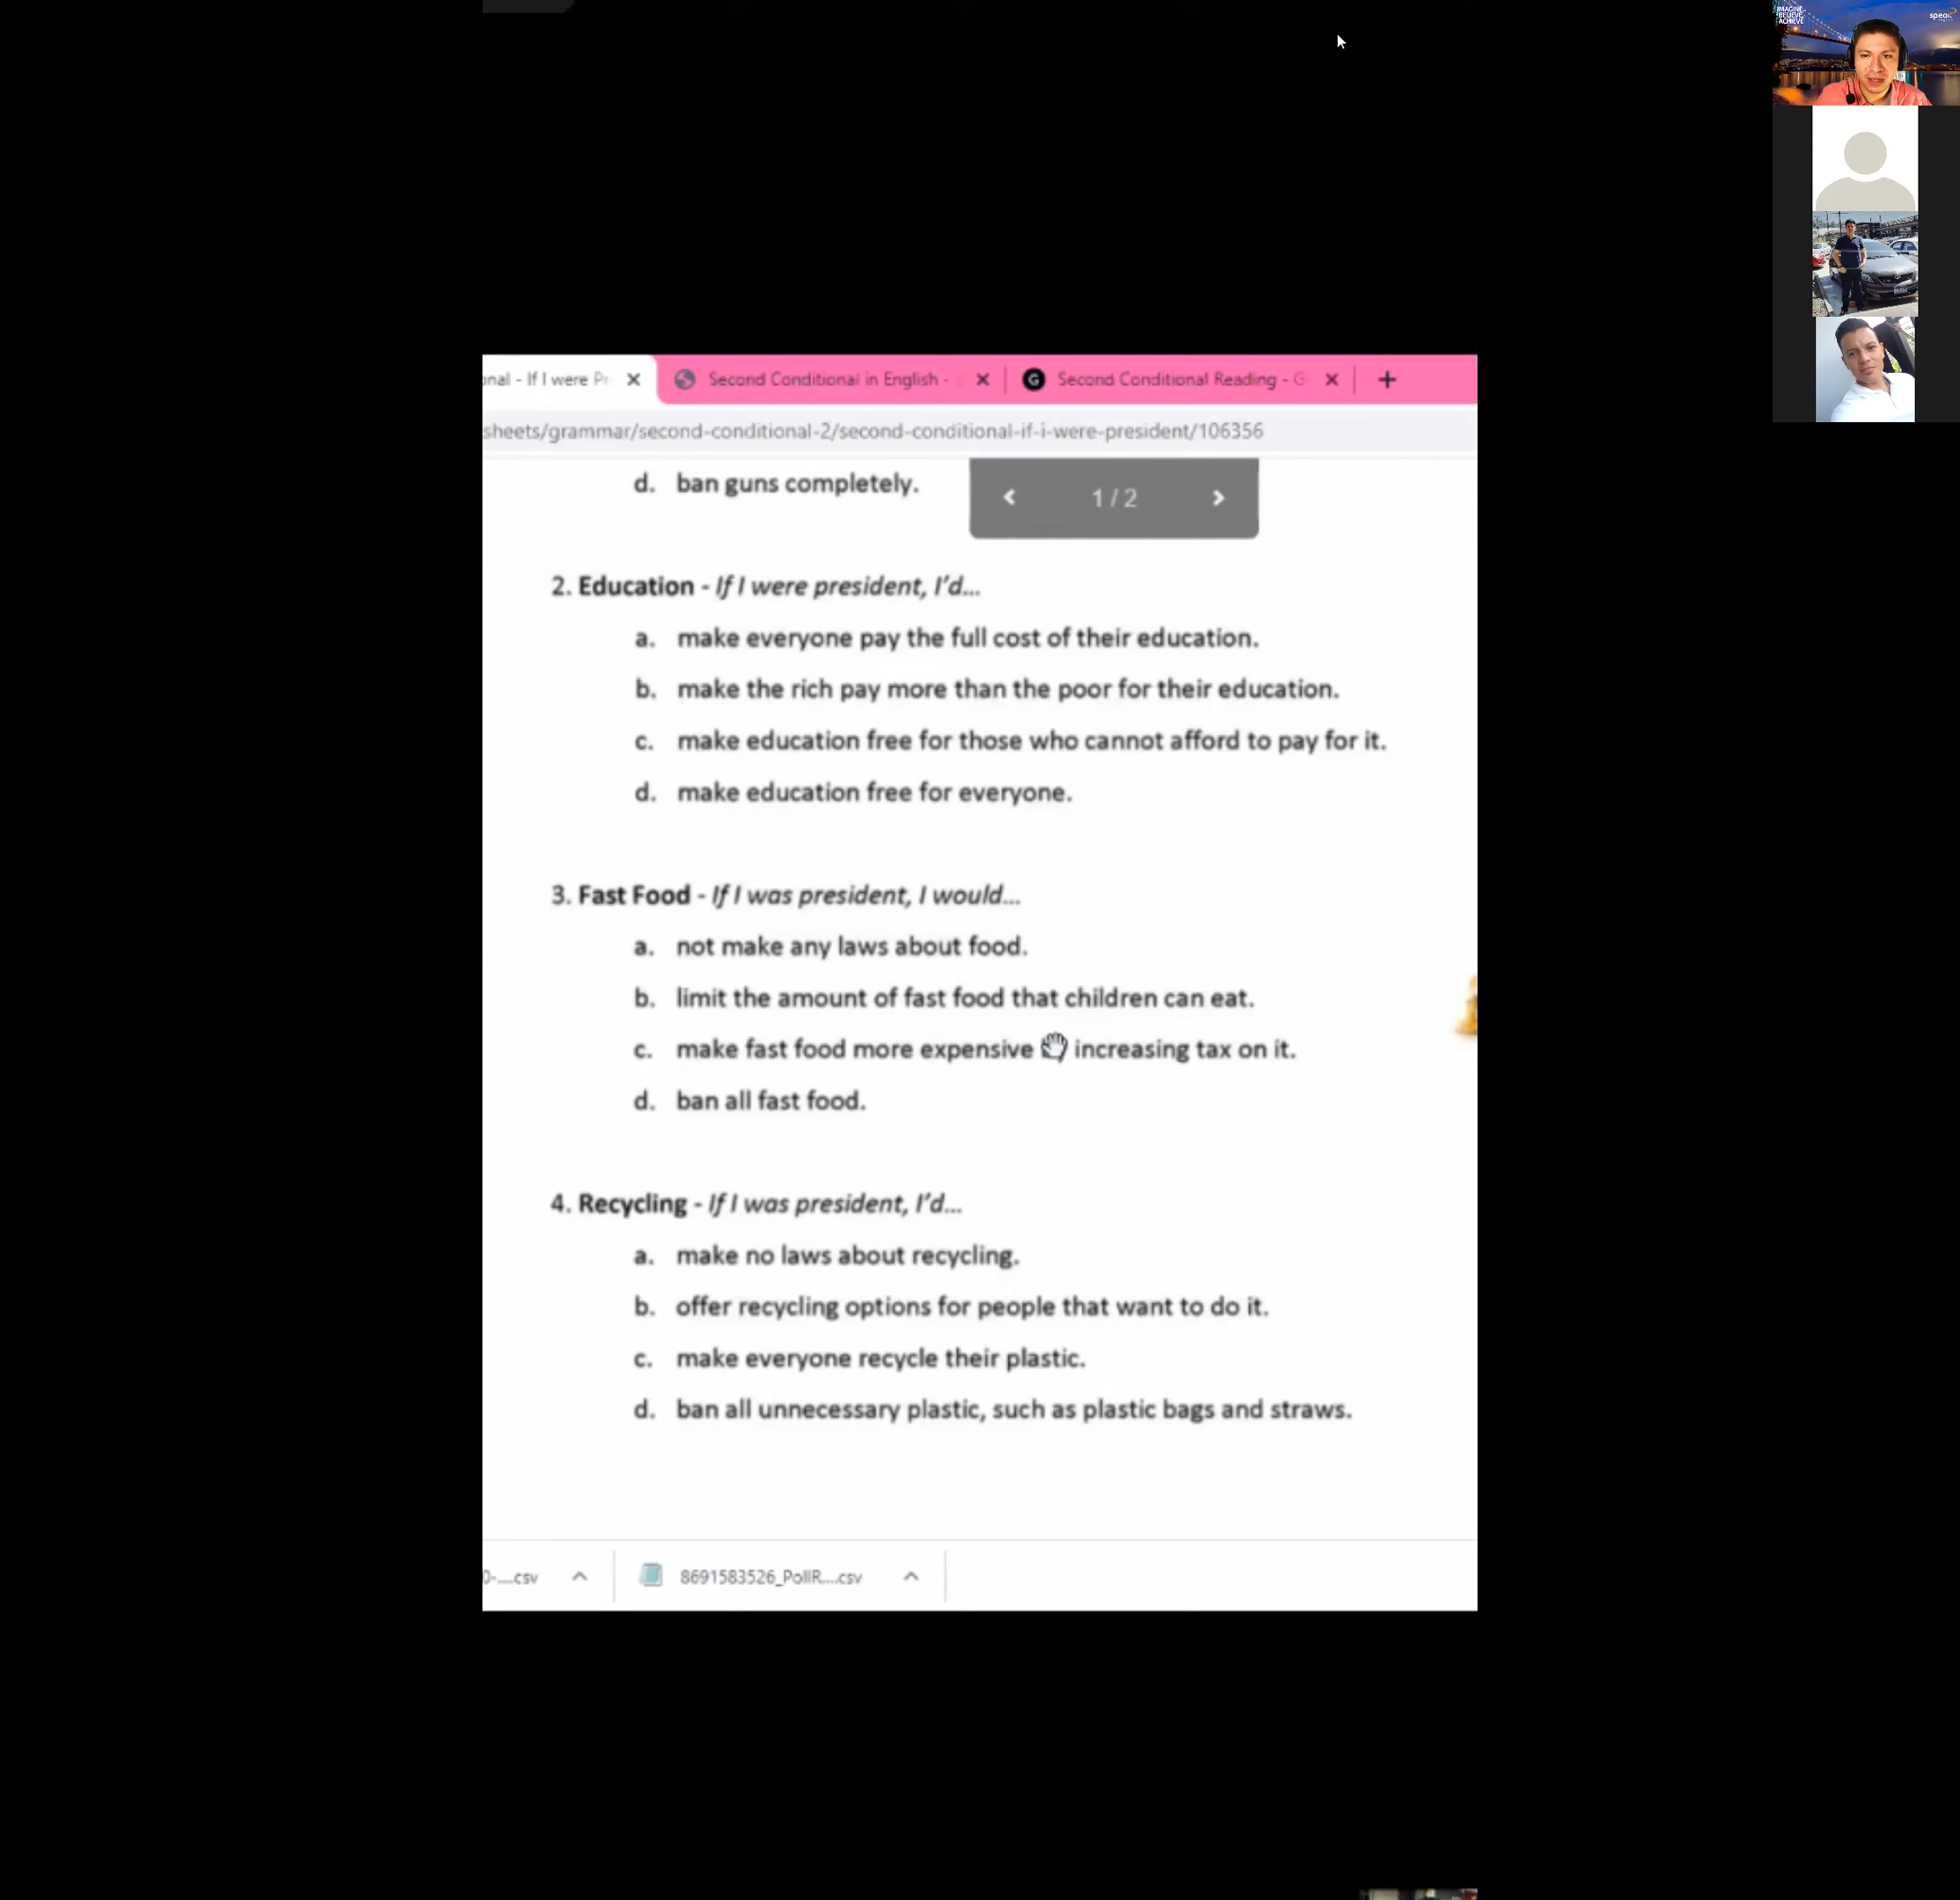 IMAGINE
BELIEVE
ACHIEVE
onal - If I were Pr
Second Conditional in English -
Second Conditional Reading - G
sheets/grammar/second-conditional-2/second-conditional-if-i-were-president/106356
d. ban guns completely.
1 / 2
2. Education - If I were president, I'd...
a. make everyone pay the full cost of their education.
b. make the rich pay more than the poor for their education.
c. make education free for those who cannot afford to pay for it.
d. make education free for everyone.
3. Fast Food - If I was president, I would...
a. not make any laws about food.
b. limit the amount of fast food that children can eat.
c. make fast food more expensive increasing tax on it.
d. ban all fast food.
4. Recycling - If I was president, I'd...
a. make no laws about recycling.
b. offer recycling options for people that want to do it.
c. make everyone recycle their plastic.
d. ban all unnecessary plastic, such as plastic bags and straws.
0-....csv
8691583526_PollR....csv